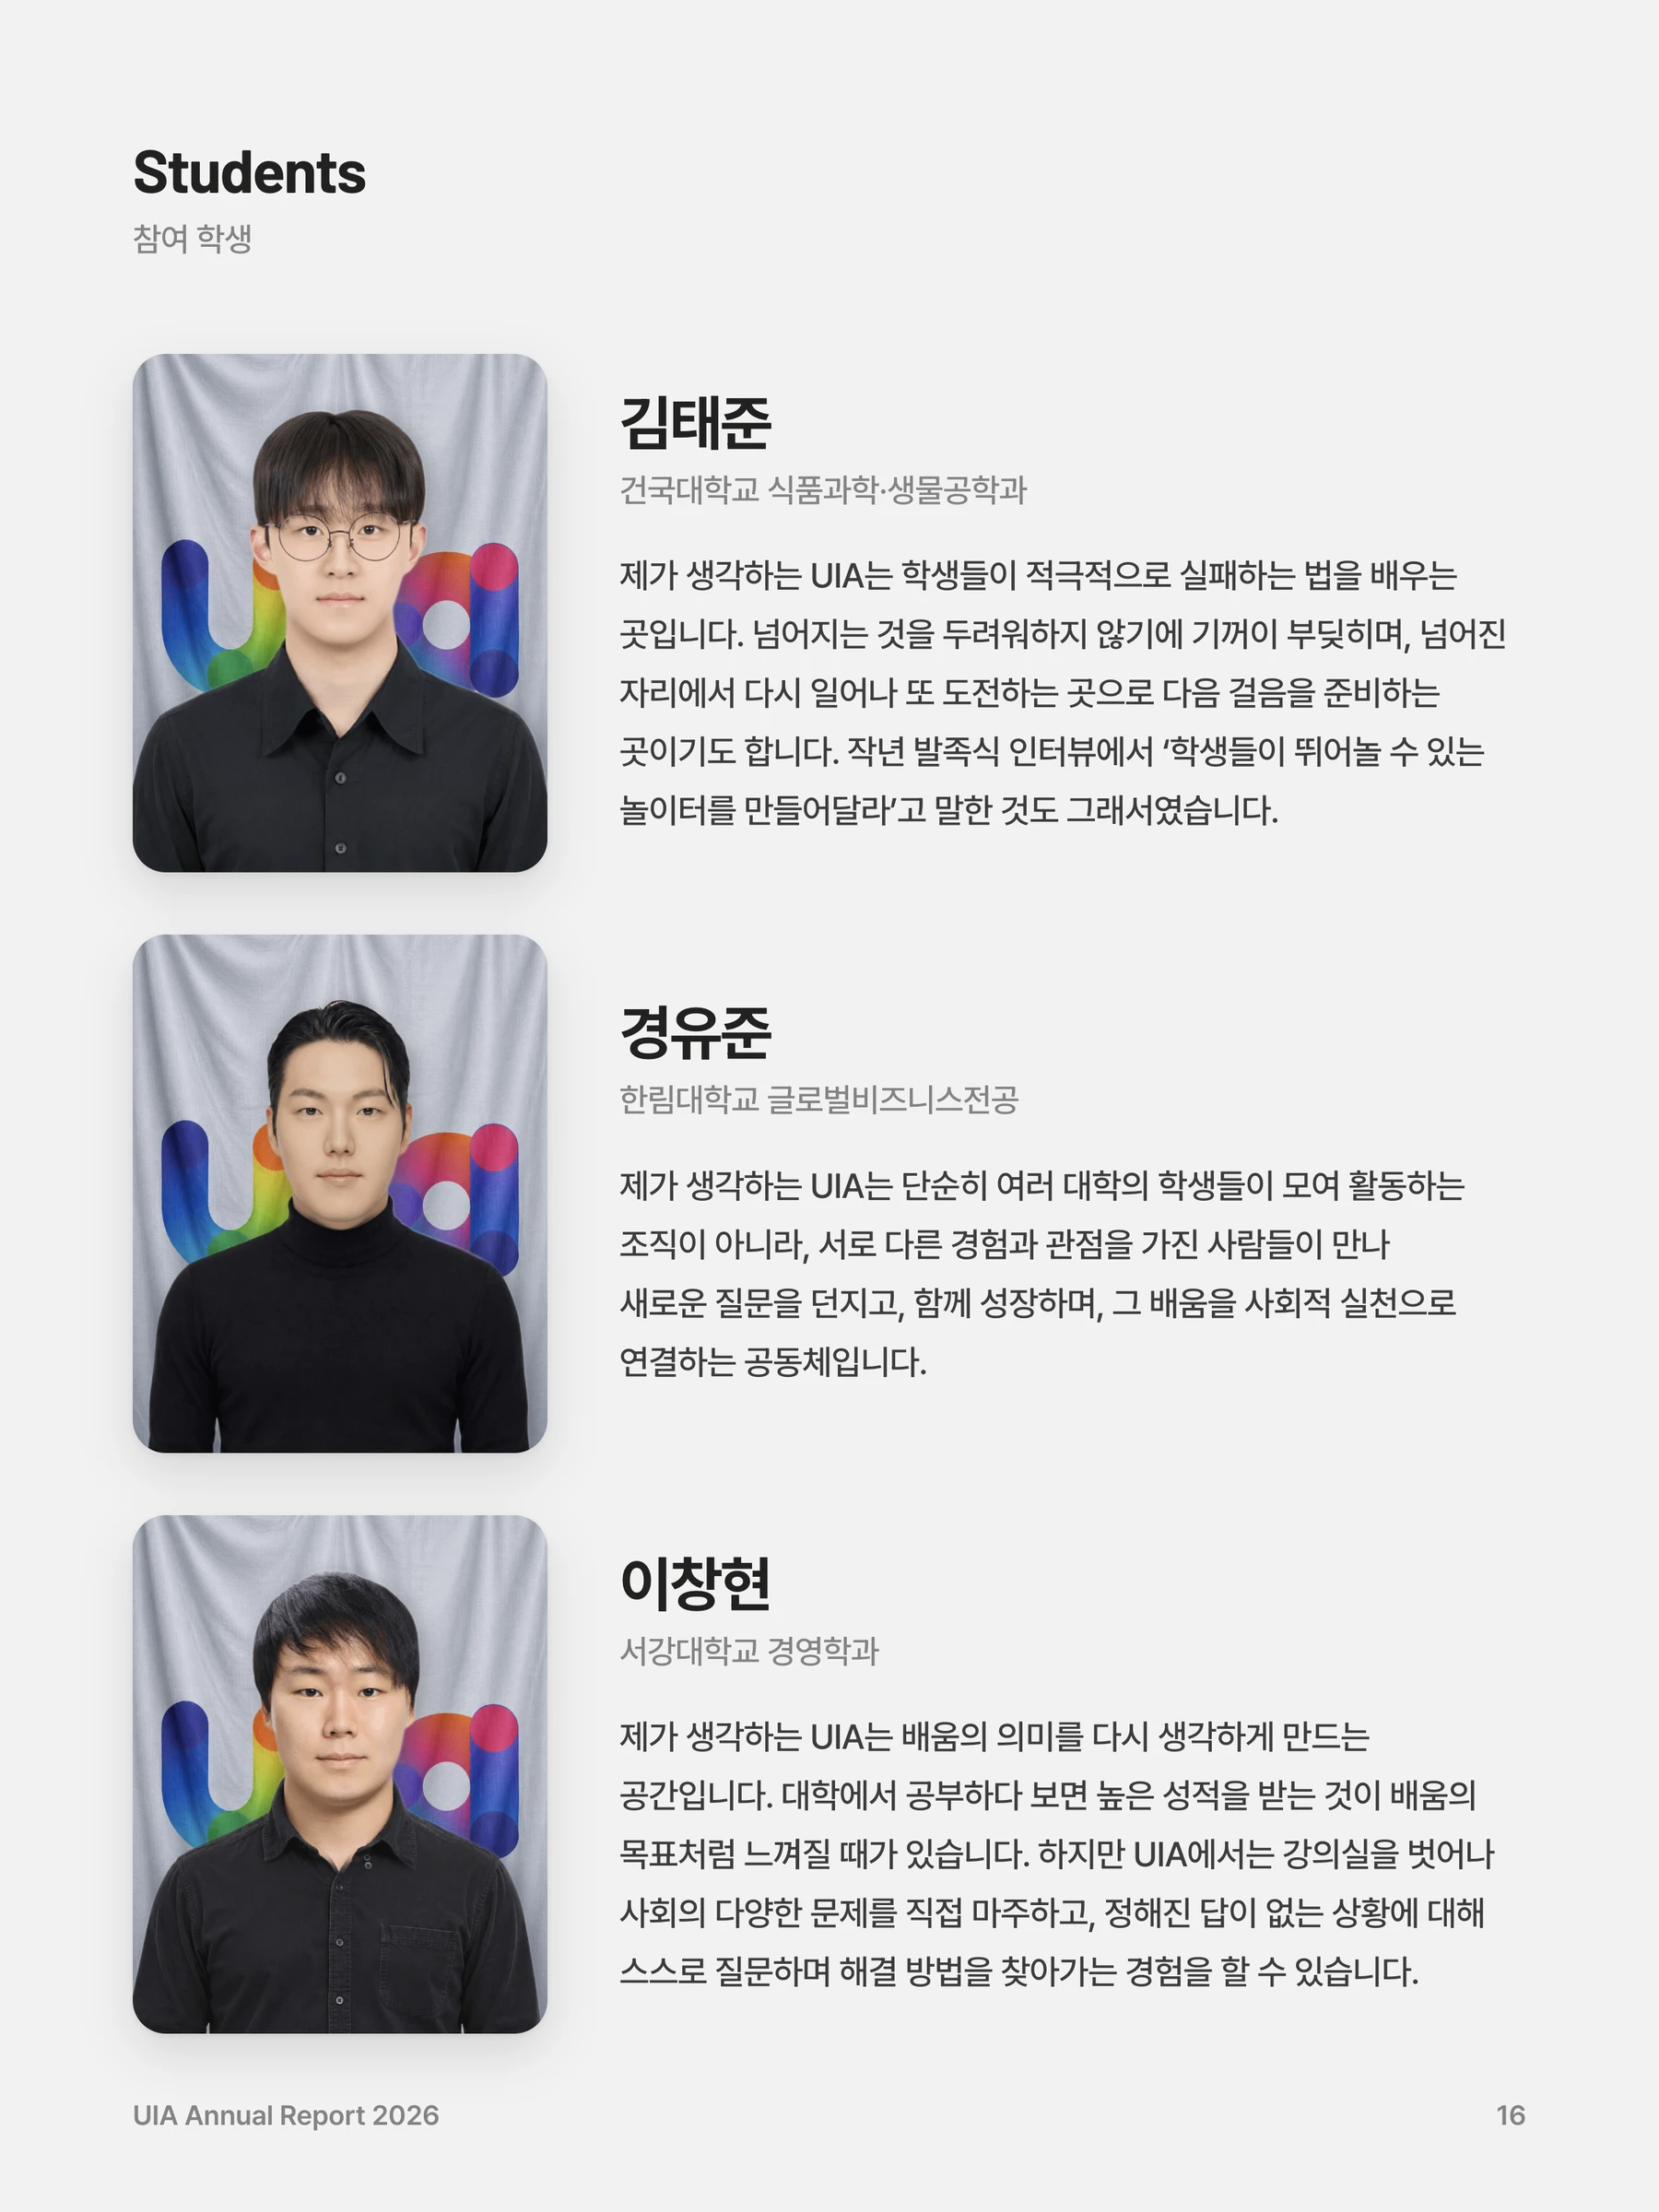 Students
참여 학생
김태준
건국대학교 식품과학·생물공학과
제가 생각하는 UIA는 학생들이 적극적으로 실패하는 법을 배우는
곳입니다. 넘어지는 것을 두려워하지 않기에 기꺼이 부딪히며, 넘어진
자리에서 다시 일어나 또 도전하는 곳으로 다음 걸음을 준비하는
곳이기도 합니다. 작년 발족식 인터뷰에서 ‘학생들이 뛰어놀 수 있는
놀이터를 만들어달라’고 말한 것도 그래서였습니다.
경유준
한림대학교 글로벌비즈니스전공
제가 생각하는 UIA는 단순히 여러 대학의 학생들이 모여 활동하는
조직이 아니라, 서로 다른 경험과 관점을 가진 사람들이 만나
새로운 질문을 던지고, 함께 성장하며, 그 배움을 사회적 실천으로
연결하는 공동체입니다.
이창현
서강대학교 경영학과
제가 생각하는 UIA는 배움의 의미를 다시 생각하게 만드는
공간입니다. 대학에서 공부하다 보면 높은 성적을 받는 것이 배움의
목표처럼 느껴질 때가 있습니다. 하지만 UIA에서는 강의실을 벗어나
사회의 다양한 문제를 직접 마주하고, 정해진 답이 없는 상황에 대해
스스로 질문하며 해결 방법을 찾아가는 경험을 할 수 있습니다.
UIA Annual Report 2026
16